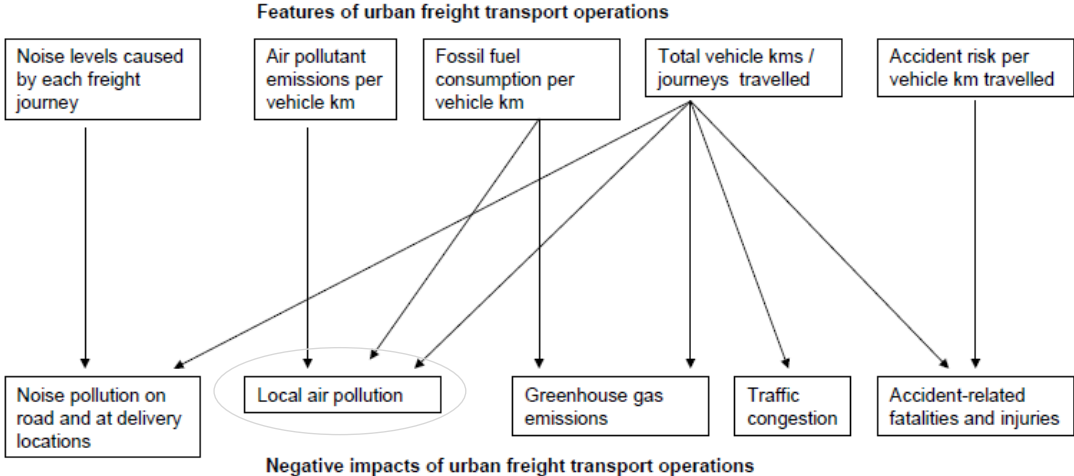 Features of urban freight transport operations
Noise levels caused
by each freight
journey
Air pollutant
emissions per
vehicle km
Fossil fuel
consumption per
vehicle km
Total vehicle kms /
journeys travelled
Accident risk per
vehicle km travelled
Noise pollution on
road and at delivery
locations
Local air pollution
Greenhouse gas
emissions
Traffic
congestion
Accident-related
fatalities and injuries
Negative impacts of urban freight transport operations